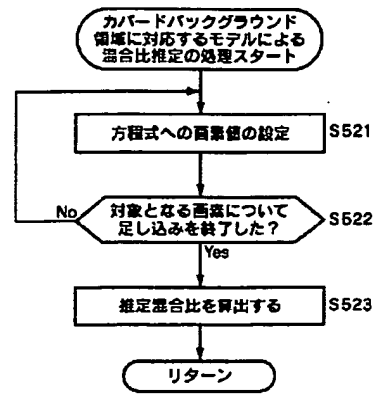 カバードバックグラウンド
領域に対応するモデルによる
混合比推定の処理スタート
方程式への画素値の設定
S521
対象となる画素について
足し込みを終了した?
S522
No
Yes
推定混合比を算出する
S523
リターン